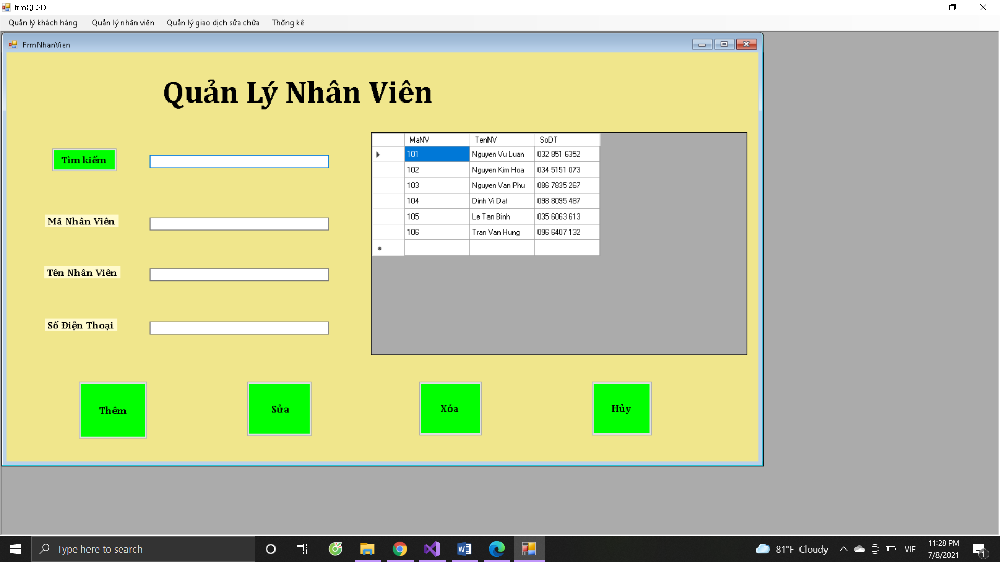 frmQLGD
Quản lý khách hàng Quản lý nhân viên Quản lý giao dịch sửa chữa Thống kê
FrmNhanVien
Quản Lý Nhân Viên
Tìm kiếm
Mã Nhân Viên
Tên Nhân Viên
Số Điện Thoại
MaNV TenNV SoDT
101 Nguyen Vu Luan 032 851 6352
102 Nguyen Kim Hoa 034 5151 073
103 Nguyen Van Phu 086 7835 267
104 Dinh Vi Dat 098 8095 487
105 Le Tan Binh 035 6063 613
106 Tran Van Hung 096 6407 132
Thêm Sửa Xóa Hủy
Type here to search
81°F Cloudy
VIE
11:28 PM
7/8/2021
1